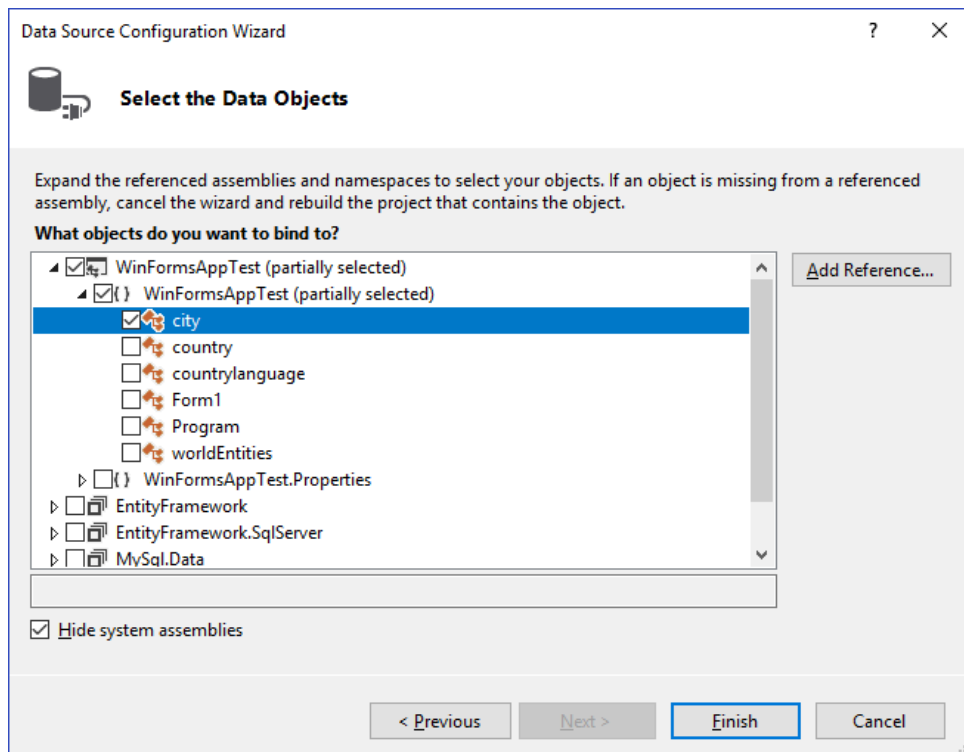 Data Source Configuration Wizard ?
Select the Data Objects
Expand the referenced assemblies and namespaces to select your objects. If an object is missing from a referenced
assembly, cancel the wizard and rebuild the project that contains the object.
What objects do you want to bind to?
WinFormsAppTest (partially selected)
Add Reference...
{ } WinFormsAppTest (partially selected)
city
country
countrylanguage
Form1
Program
worldEntities
{ } WinFormsAppTest.Properties
EntityFramework
EntityFramework.SqlServer
MySql.Data
Hide system assemblies
< Previous Next > Finish Cancel